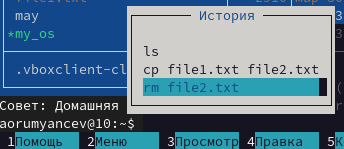 История
may
*my_os
ls
cp file1.txt file2.txt
rm file2.txt
.vboxclient-cl
Совет: Домашняя
aorumyancev@10:~$
1Помощь 2Меню 3Просмотр 4Правка 5К